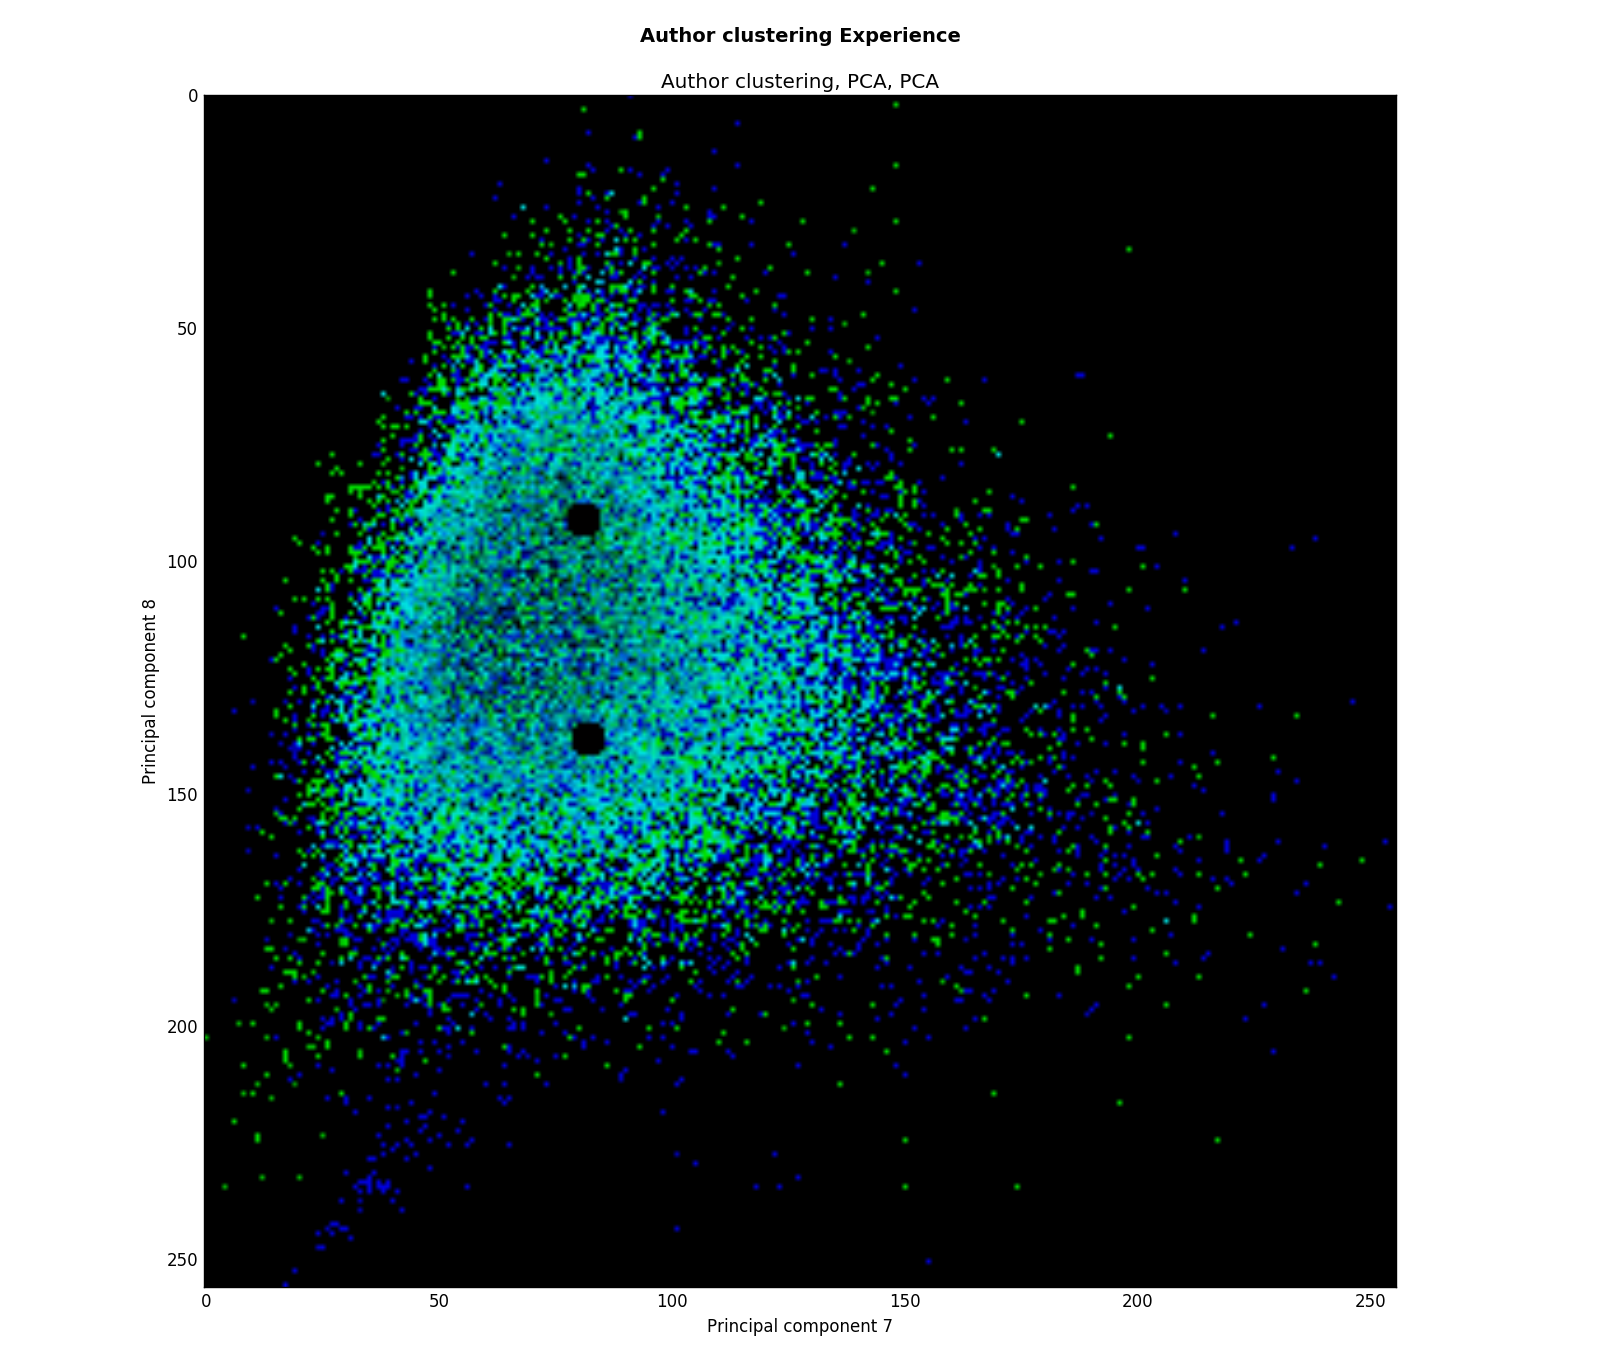 Author clustering Experience
Author clustering, PCA, PCA
0
50
100
150
200
250
Principal component 8
0 50 100 150 200 250
Principal component 7